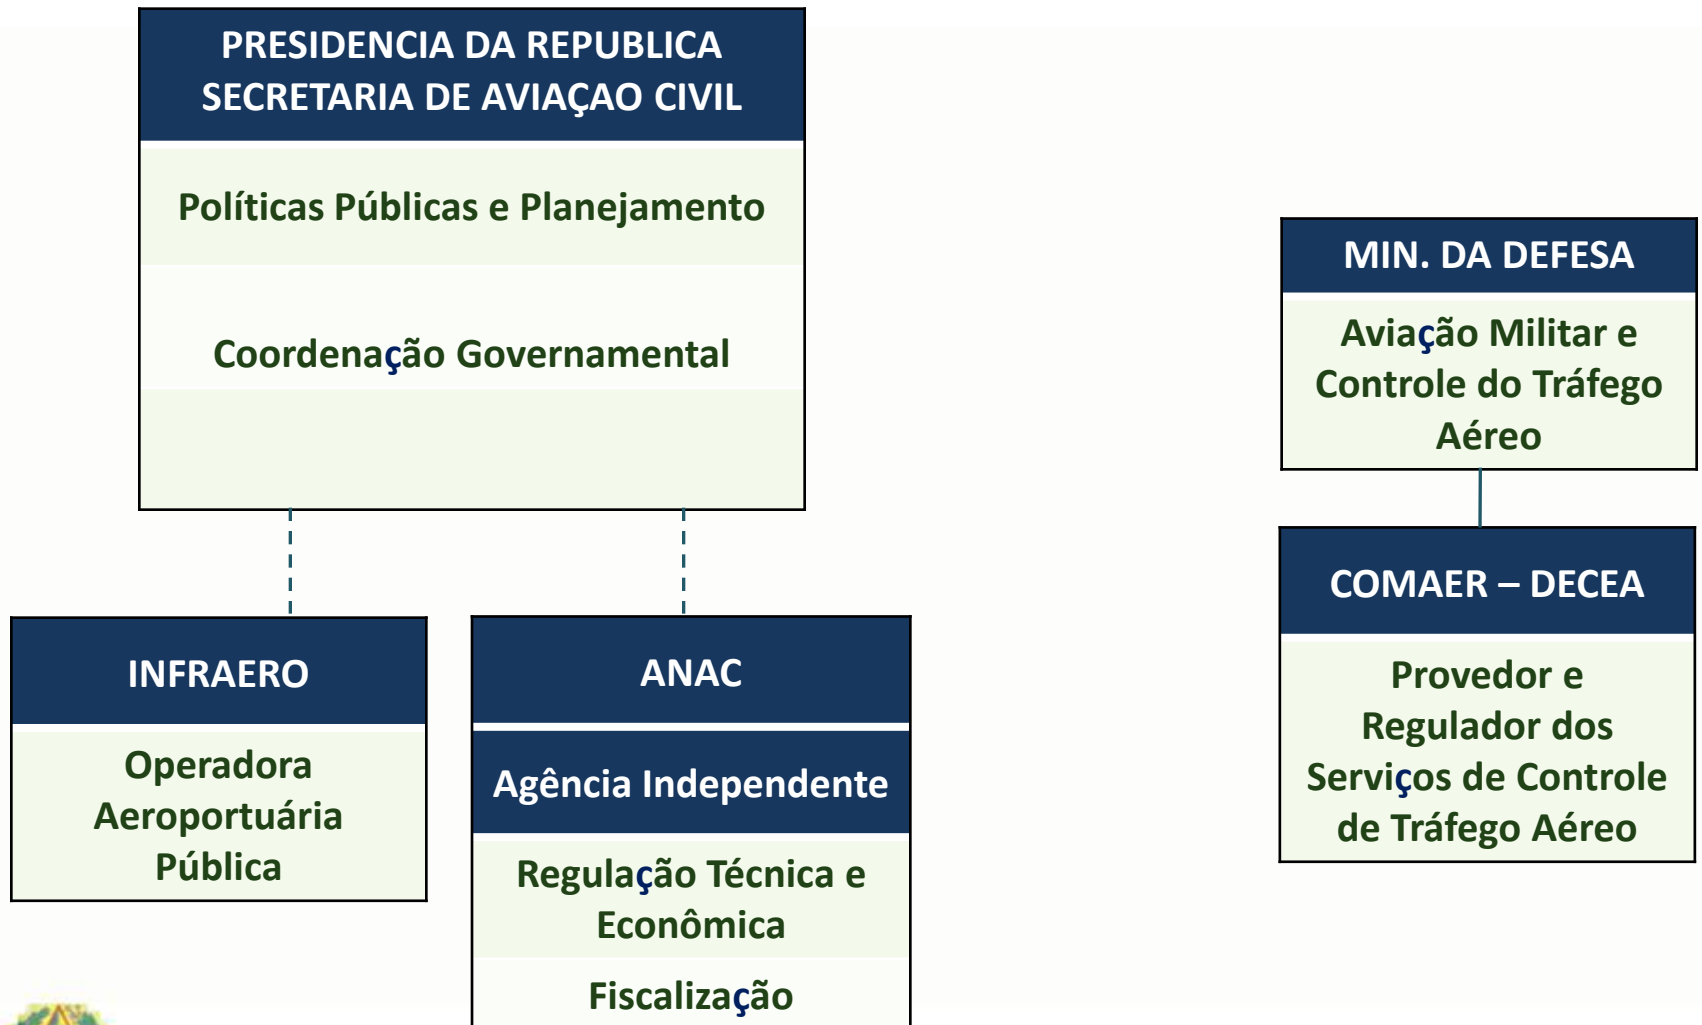 PRESIDENCIA DA REPUBLICA
SECRETARIA DE AVIAÇAO CIVIL
Políticas Públicas e Planejamento
Coordenação Governamental
INFRAERO
Operadora
Aeroportuária
Pública
ANAC
Agência Independente
Regulação Técnica e
Econômica
Fiscalização
MIN. DA DEFESA
Aviação Militar e
Controle do Tráfego
Aéreo
COMAER – DECEA
Provedor e
Regulador dos
Serviços de Controle
de Tráfego Aéreo